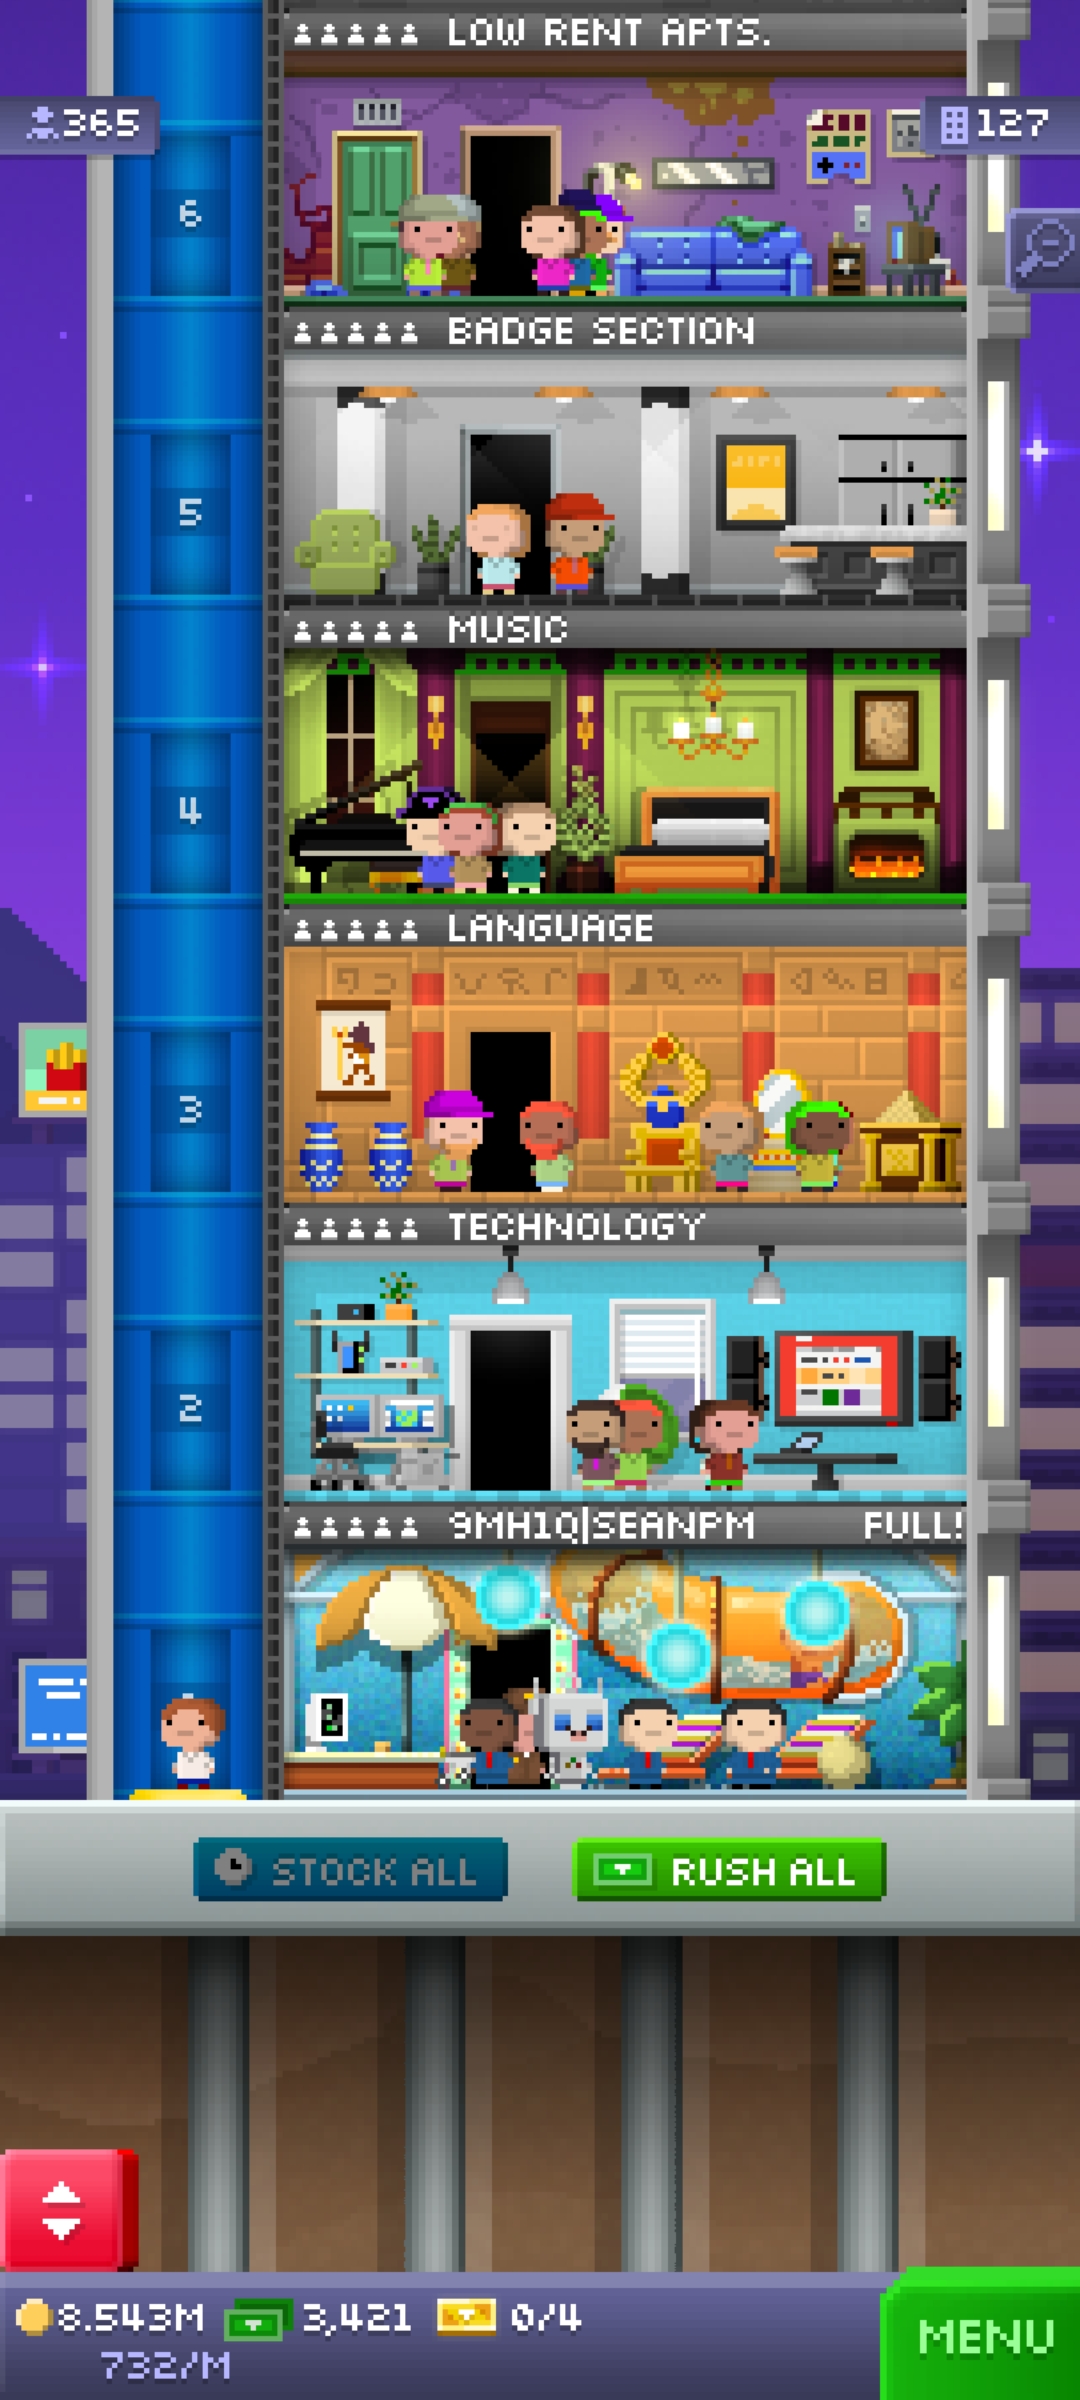 LOW RENT APTS.
365
127
6
BADGE SECTION
5
MUSIC
4
LANGUAGE
3
TECHNOLOGY
2
9MH1Q|SEANPM FULL!
STOCK ALL
RUSH ALL
8.543M 3,421 0/4
732/M
MENU